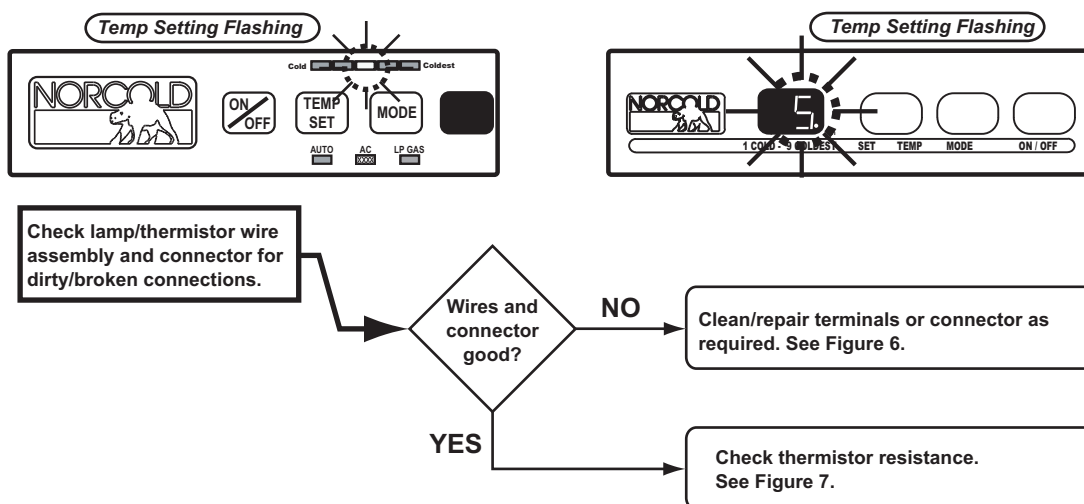 Temp Setting Flashing
Cold Coldest
NORCOLD
ON/OFF
TEMP
SET
MODE
AUTO AC LP GAS
Temp Setting Flashing
NORCOLD
5.
1 COLD - 9 COLDEST SET TEMP MODE ON / OFF
Check lamp/thermistor wire
assembly and connector for
dirty/broken connections.
Wires and
connector
good?
NO
Clean/repair terminals or connector as
required. See Figure 6.
YES
Check thermistor resistance.
See Figure 7.